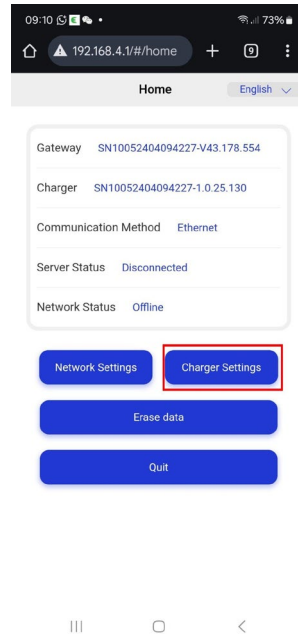 09:10 73%
192.168.4.1/#/home 9
Home English
Gateway SN10052404094227-V43.178.554
Charger SN10052404094227-1.0.25.130
Communication Method Ethernet
Server Status Disconnected
Network Status Offline
Network Settings Charger Settings
Erase data
Quit